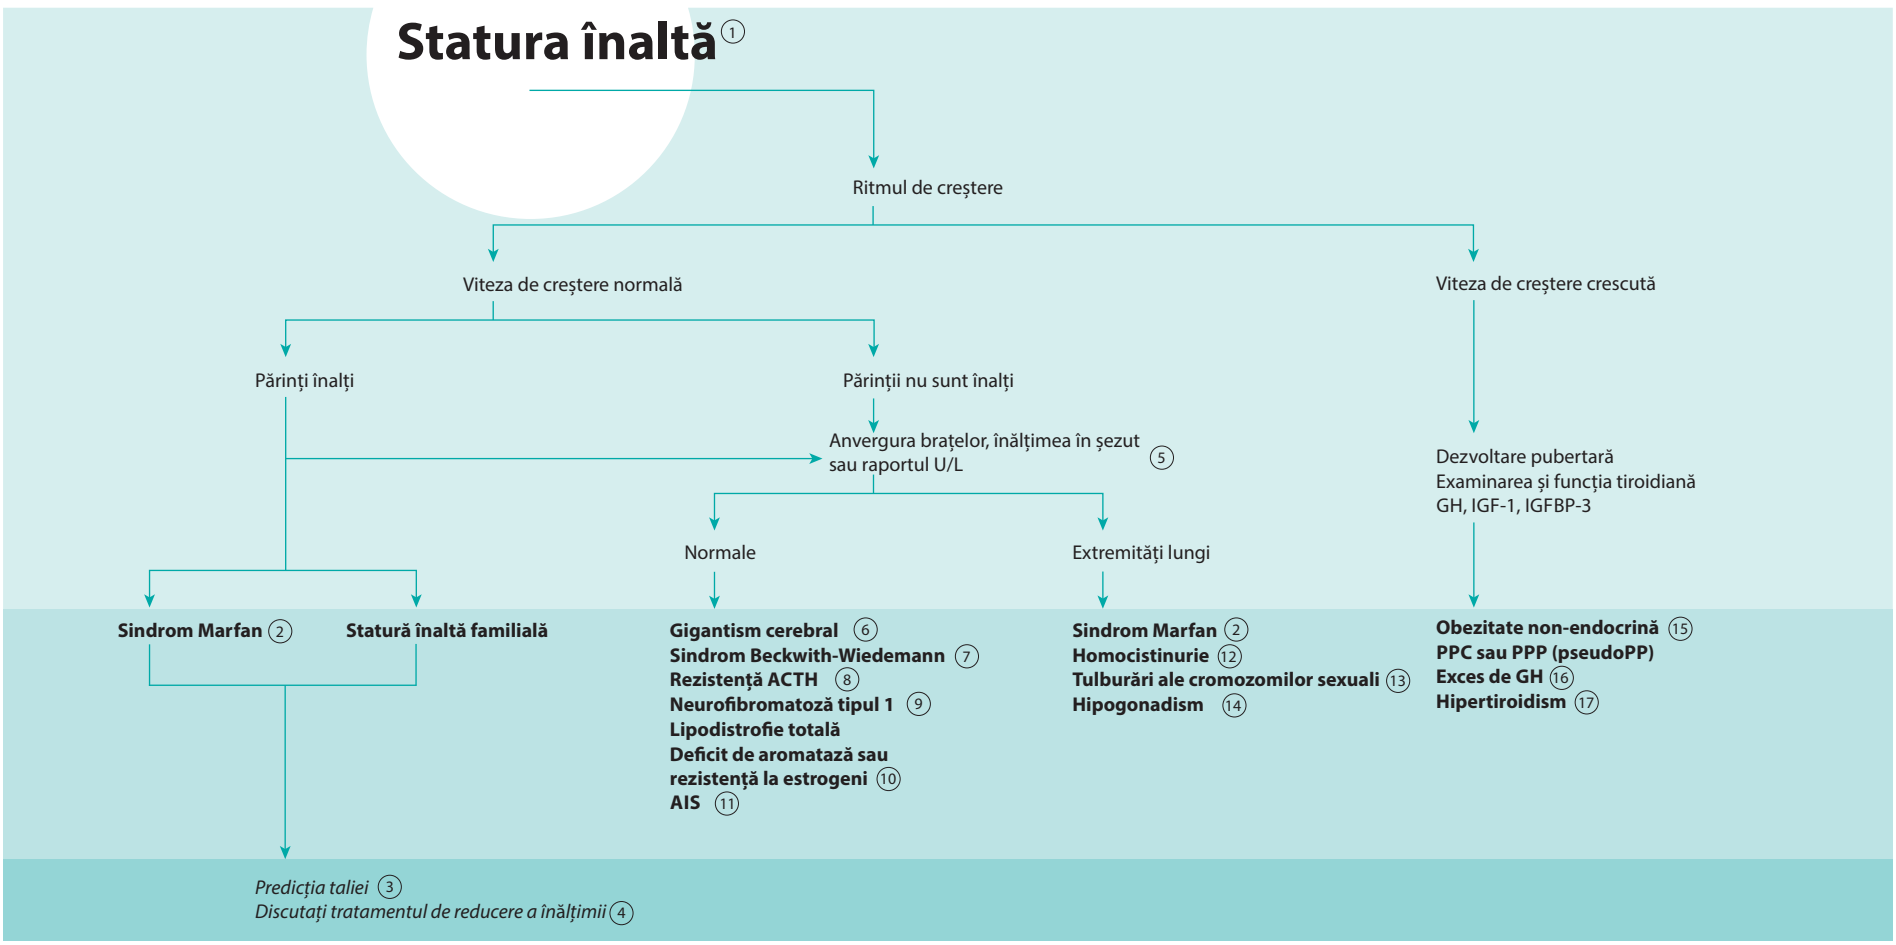 Statura înaltă 1
Ritmul de creștere
Viteza de creștere normală
Viteza de creștere crescută
Părinți înalți
Părinții nu sunt înalți
Anvergura brațelor, înălțimea în șezut
sau raportul U/L 5
Dezvoltare pubertară
Examinarea și funcția tiroidiană
GH, IGF-1, IGFBP-3
Normale
Extremități lungi
Sindrom Marfan 2
Statură înaltă familială
Gigantism cerebral 6
Sindrom Beckwith-Wiedemann 7
Rezistență ACTH 8
Neurofibromatoză tipul 1 9
Lipodistrofie totală
Deficit de aromatază sau
rezistență la estrogeni 10
AIS 11
Sindrom Marfan 2
Homocistinurie 12
Tulburări ale cromozomilor sexuali 13
Hipogonadism 14
Obezitate non-endocrină 15
PPC sau PPP (pseudoPP)
Exces de GH 16
Hipertiroidism 17
Predicția taliei 3
Discutați tratamentul de reducere a înălțimii 4